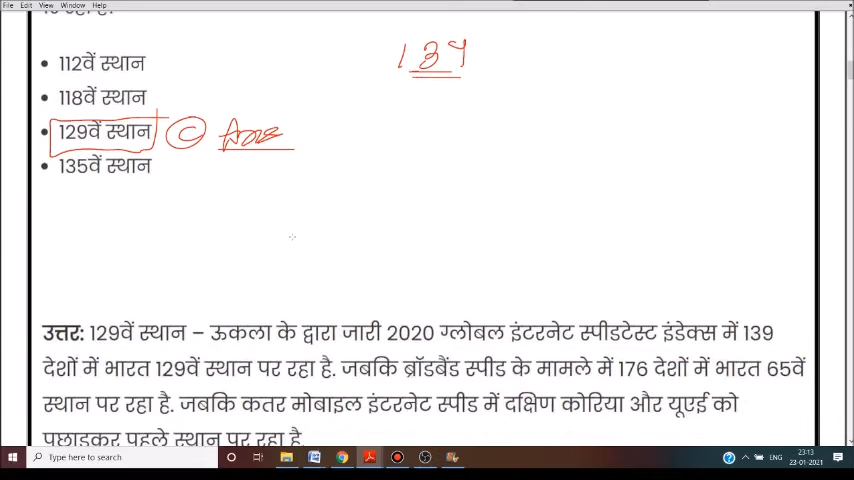 File Edit View Window Help
112वें स्थान
139
118वें स्थान
129वें स्थान C Ans
135वें स्थान
उत्तर: 129वें स्थान – ऊकला के द्वारा जारी 2020 ग्लोबल इंटरनेट स्पीडटेस्ट इंडेक्स में 139
देशों में भारत 129वें स्थान पर रहा है. जबकि ब्रॉडबैंड स्पीड के मामले में 176 देशों में भारत 65वें
स्थान पर रहा है. जबकि कतर मोबाइल इंटरनेट स्पीड में दक्षिण कोरिया और यूएई को
पछाड़कर पहले स्थान पर रहा है.
Type here to search
ENG
23:13
23-01-2021